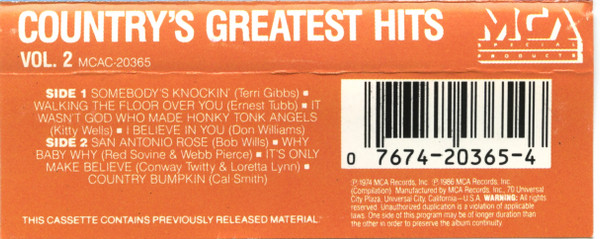 COUNTRY'S GREATEST HITS
VOL. 2 MCAC-20365
MCA
SPECIAL
PRODUCTS
SIDE 1 SOMEBODY'S KNOCKIN' (Terri Gibbs) ■
WALKING THE FLOOR OVER YOU (Ernest Tubb) ■ IT
WASN'T GOD WHO MADE HONKY TONK ANGELS
(Kitty Wells) ■ I BELIEVE IN YOU (Don Williams)
SIDE 2 SAN ANTONIO ROSE (Bob Wills) ■ WHY
BABY WHY (Red Sovine & Webb Pierce) ■ IT'S ONLY
MAKE BELIEVE (Conway Twitty & Loretta Lynn) ■
COUNTRY BUMPKIN (Cal Smith)
THIS CASSETTE CONTAINS PREVIOUSLY RELEASED MATERIAL
0 7674-20365-4
℗1974 MCA Records, Inc. ℗1986 MCA Records, Inc.
(Compilation). Manufactured by MCA Records, Inc., 70 Universal
City Plaza, Universal City, California—U.S.A. WARNING: All rights
reserved. Unauthorized duplication is a violation of applicable
laws. One side of this program may be of longer duration than
the other in order to preserve the album continuity.